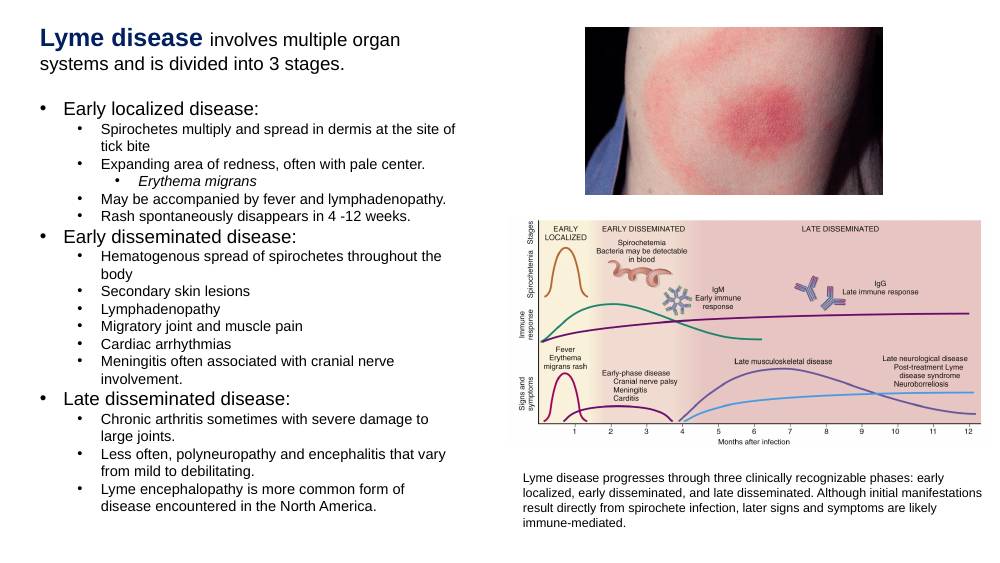 Lyme disease involves multiple organ
systems and is divided into 3 stages.
• Early localized disease:
• Spirochetes multiply and spread in dermis at the site of
tick bite
• Expanding area of redness, often with pale center.
• Erythema migrans
• May be accompanied by fever and lymphadenopathy.
• Rash spontaneously disappears in 4 -12 weeks.
• Early disseminated disease:
• Hematogenous spread of spirochetes throughout the
body
• Secondary skin lesions
• Lymphadenopathy
• Migratory joint and muscle pain
• Cardiac arrhythmias
• Meningitis often associated with cranial nerve
involvement.
• Late disseminated disease:
• Chronic arthritis sometimes with severe damage to
large joints.
• Less often, polyneuropathy and encephalitis that vary
from mild to debilitating.
• Lyme encephalopathy is more common form of
disease encountered in the North America.
Stages
EARLY
LOCALIZED
EARLY DISSEMINATED
LATE DISSEMINATED
Spirochetemia
Spirochetemia
Bacteria may be detectable
in blood
IgM
Early immune
response
IgG
Late immune response
Immune
response
Fever
Erythema
migrans rash
Early-phase disease
Cranial nerve palsy
Meningitis
Carditis
Late musculoskeletal disease
Late neurological disease
Post-treatment Lyme
disease syndrome
Neuroborreliosis
Signs and
symptoms
1 2 3 4 5 6 7 8 9 10 11 12
Months after infection
Lyme disease progresses through three clinically recognizable phases: early
localized, early disseminated, and late disseminated. Although initial manifestations
result directly from spirochete infection, later signs and symptoms are likely
immune-mediated.